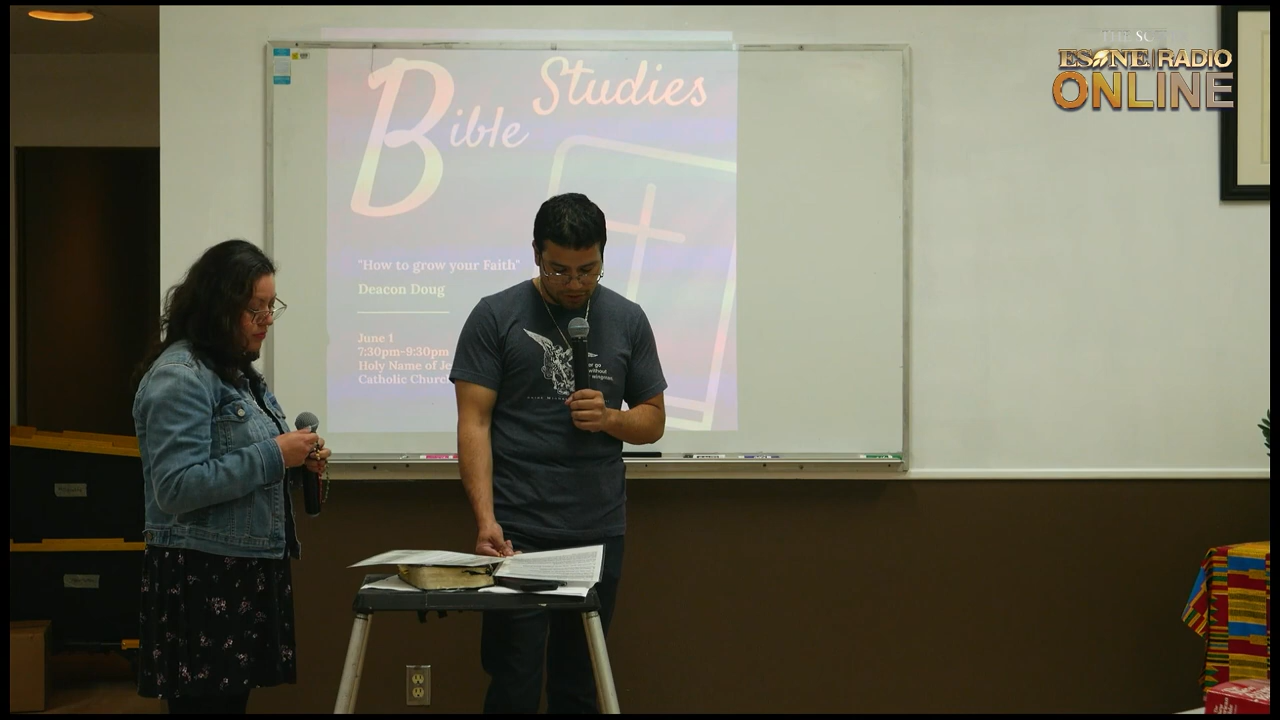 ESNE RADIO
ONLINE
Bible Studies
"How to grow your Faith"
Deacon Doug
June 1
7:30pm-9:30pm
Holy Name of
Catholic
without